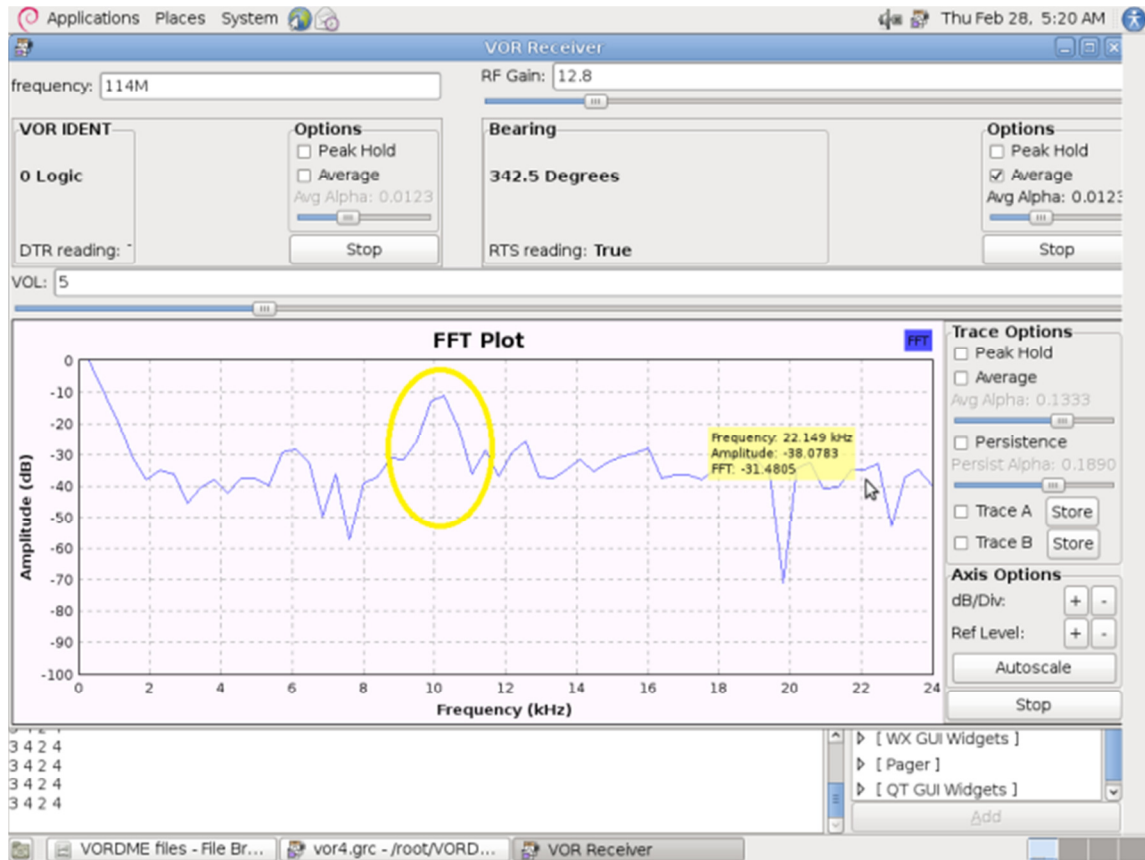 Applications Places System Thu Feb 28, 5:20 AM
VOR Receiver
frequency: 114M
RF Gain: 12.8
VOR IDENT
0 Logic
DTR reading: -
Options
Peak Hold
Average
Avg Alpha: 0.0123
Stop
Bearing
342.5 Degrees
RTS reading: True
Options
Peak Hold
Average
Avg Alpha: 0.0123
Stop
VOL: 5
FFT Plot
FFT
Amplitude (dB)
0
-10
-20
-30
-40
-50
-60
-70
-80
-90
-100
Frequency: 22.149 kHz
Amplitude: -38.0783
FFT: -31.4805
0 2 4 6 8 10 12 14 16 18 20 22 24
Frequency (kHz)
Trace Options
Peak Hold
Average
Avg Alpha: 0.1333
Persistence
Persist Alpha: 0.1890
Trace A Store
Trace B Store
Axis Options
dB/Div: + -
Ref Level: + -
Autoscale
Stop
3 4 2 4
3 4 2 4
3 4 2 4
3 4 2 4
[ WX GUI Widgets ]
[ Pager ]
[ QT GUI Widgets ]
Add
VORDME files - File Br... vor4.grc - /root/VORD... VOR Receiver